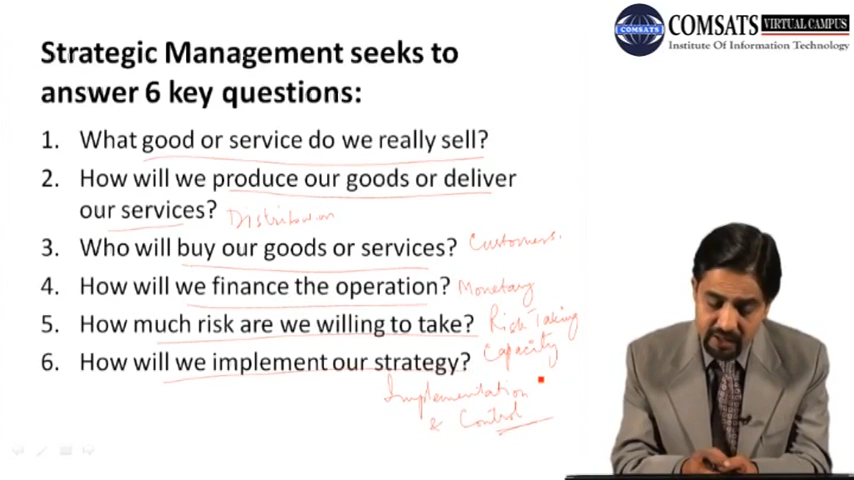 COMSATS VIRTUAL CAMPUS
COMSATS
Institute Of Information Technology
Strategic Management seeks to
answer 6 key questions:
1. What good or service do we really sell?
2. How will we produce our goods or deliver
our services? Distribution
3. Who will buy our goods or services? Customers.
4. How will we finance the operation? Monetary
5. How much risk are we willing to take? Risk-Taking
Capacity
6. How will we implement our strategy?
Implementation
& Control